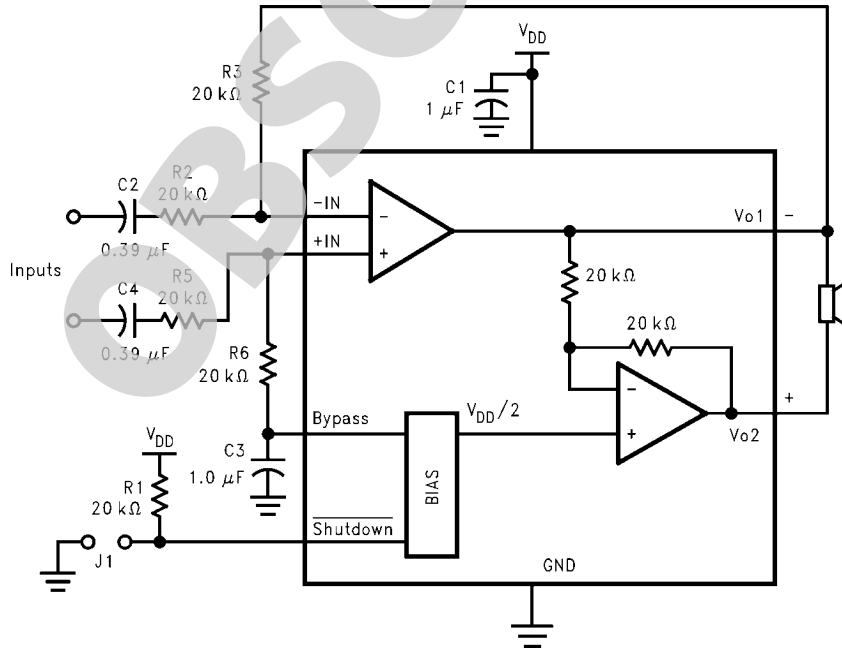 OBSO
V_DD
R3
20 kΩ
C1
1 μF
C2
R2
20 kΩ
0.39 μF
-IN
-
+IN
+
Vo1
-
Inputs
C4
R5
20 kΩ
0.39 μF
20 kΩ
20 kΩ
R6
20 kΩ
-
+
Vo2
+
Bypass
V_DD/2
C3
1.0 μF
BIAS
V_DD
R1
20 kΩ
Shutdown
J1
GND